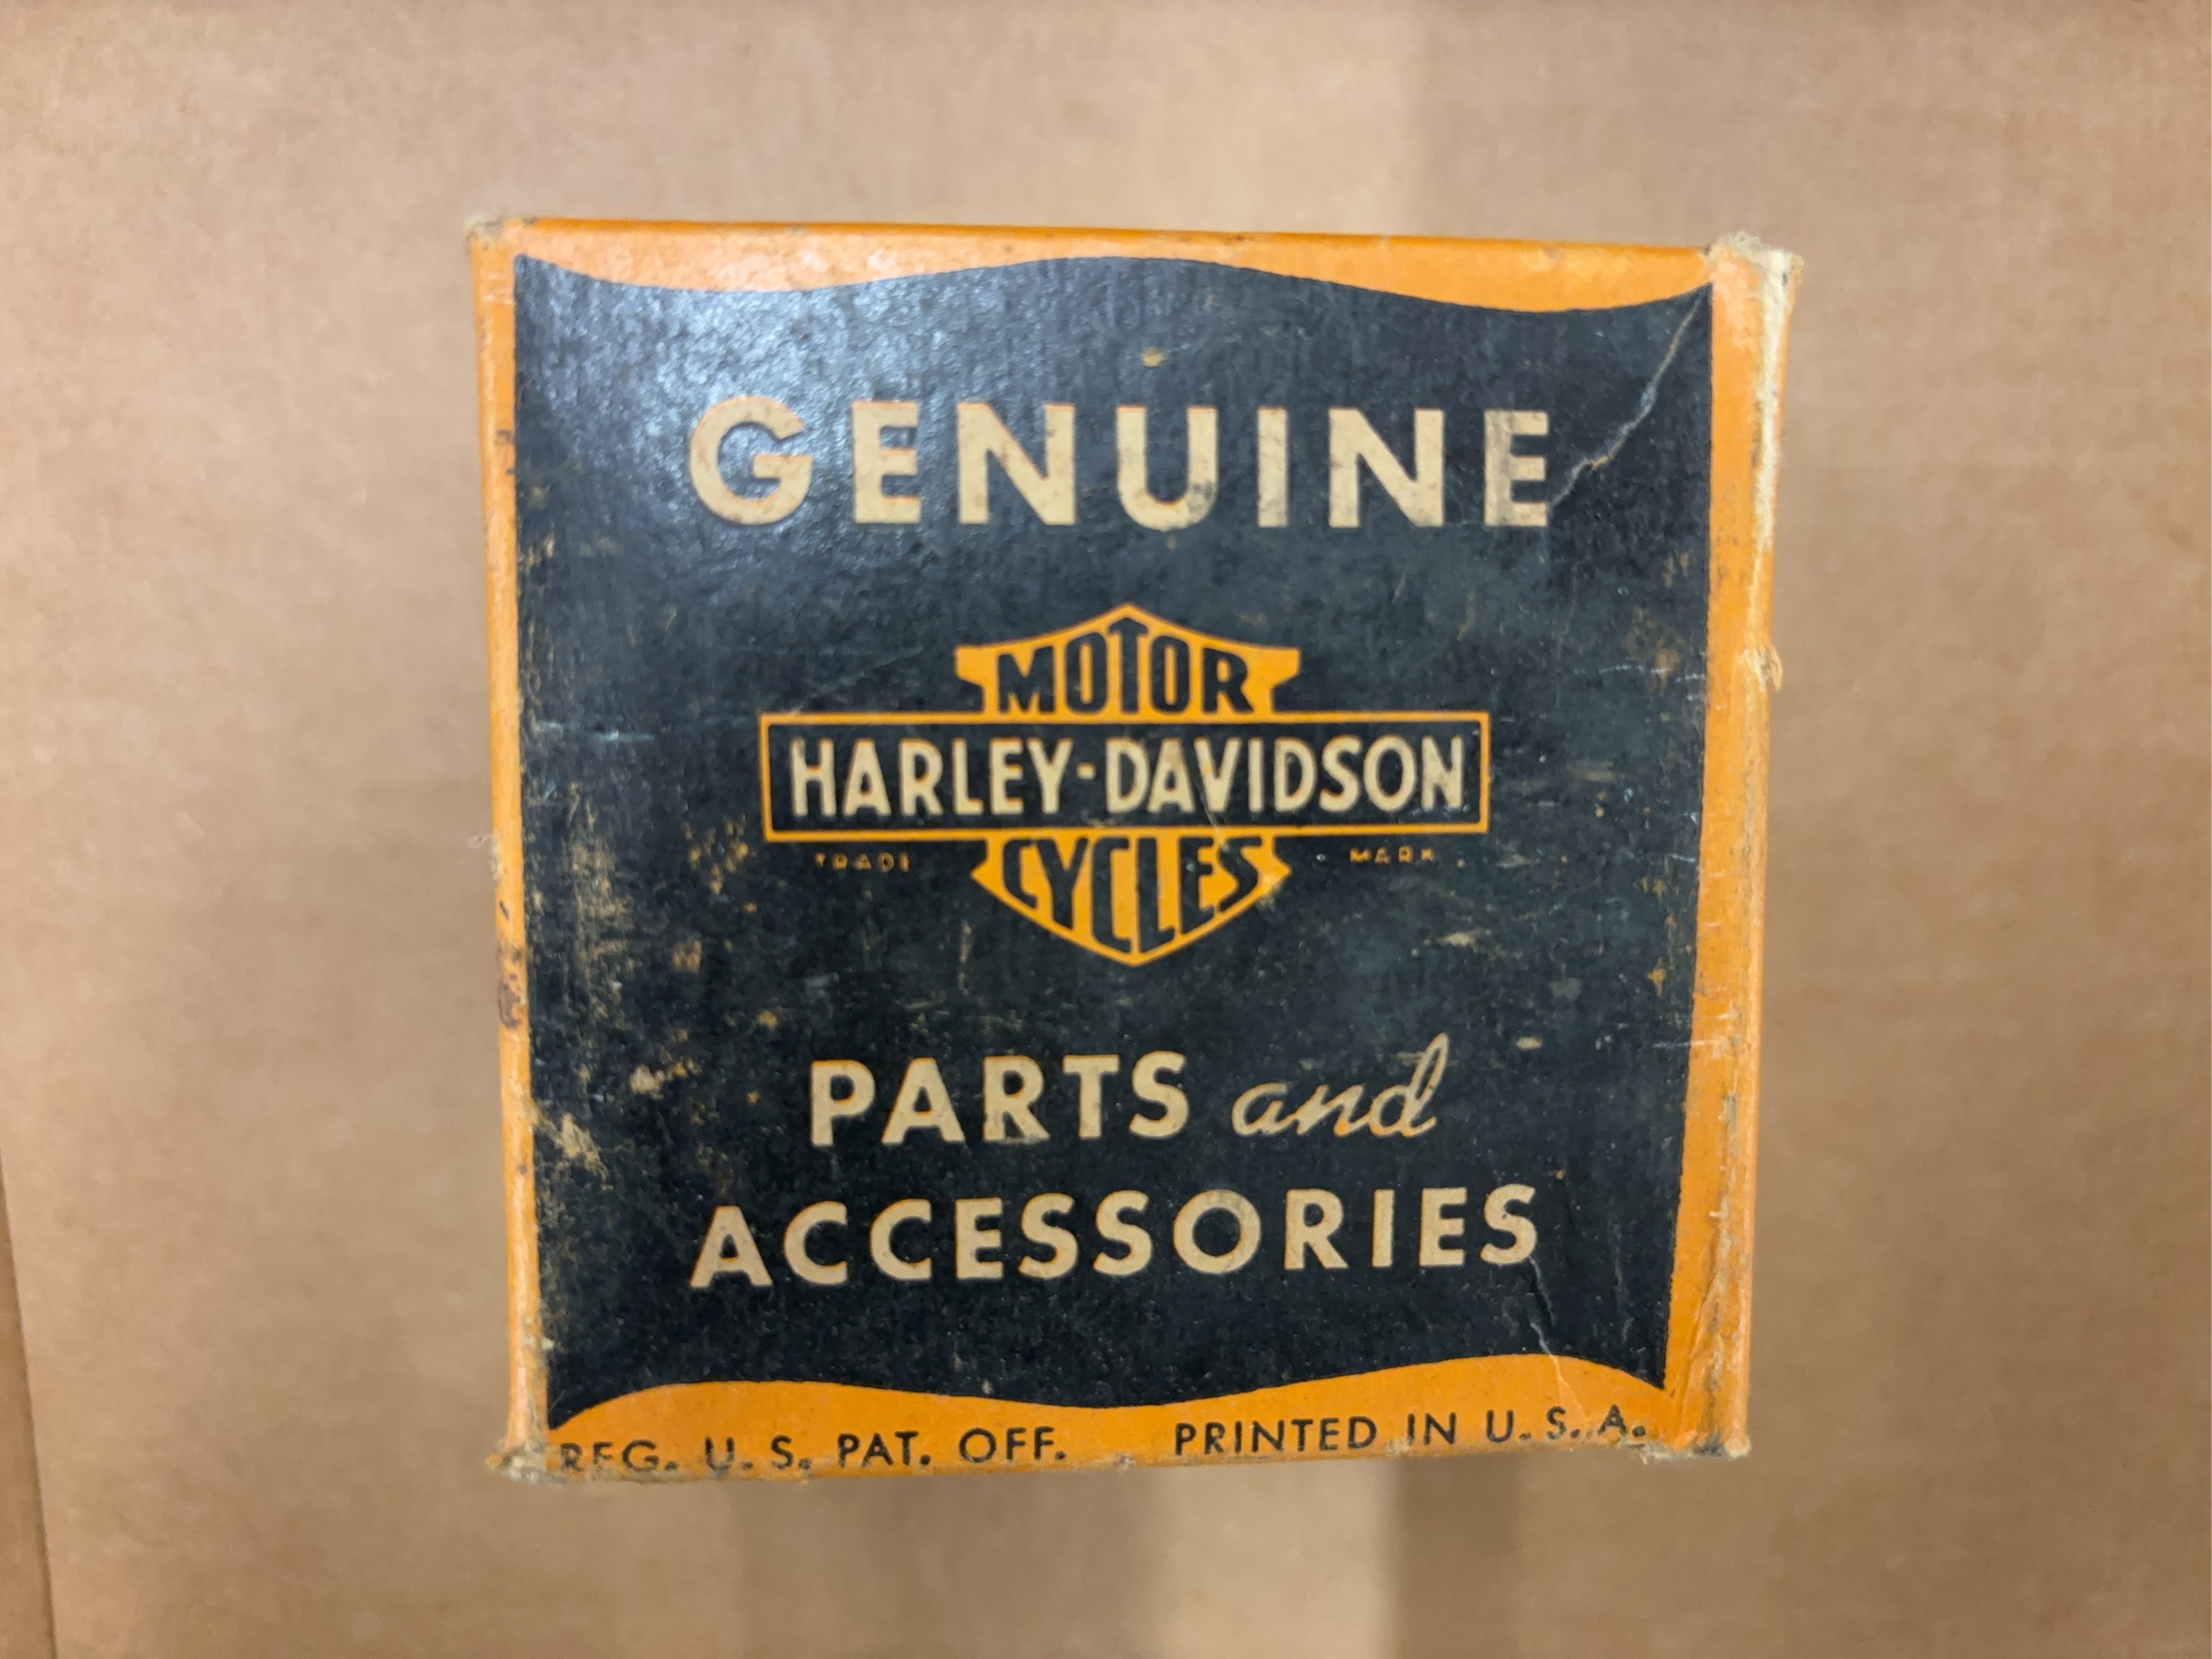 GENUINE
MOTOR
HARLEY-DAVIDSON
TRADE MARK
CYCLES
PARTS and
ACCESSORIES
REG. U. S. PAT. OFF. PRINTED IN U. S. A.